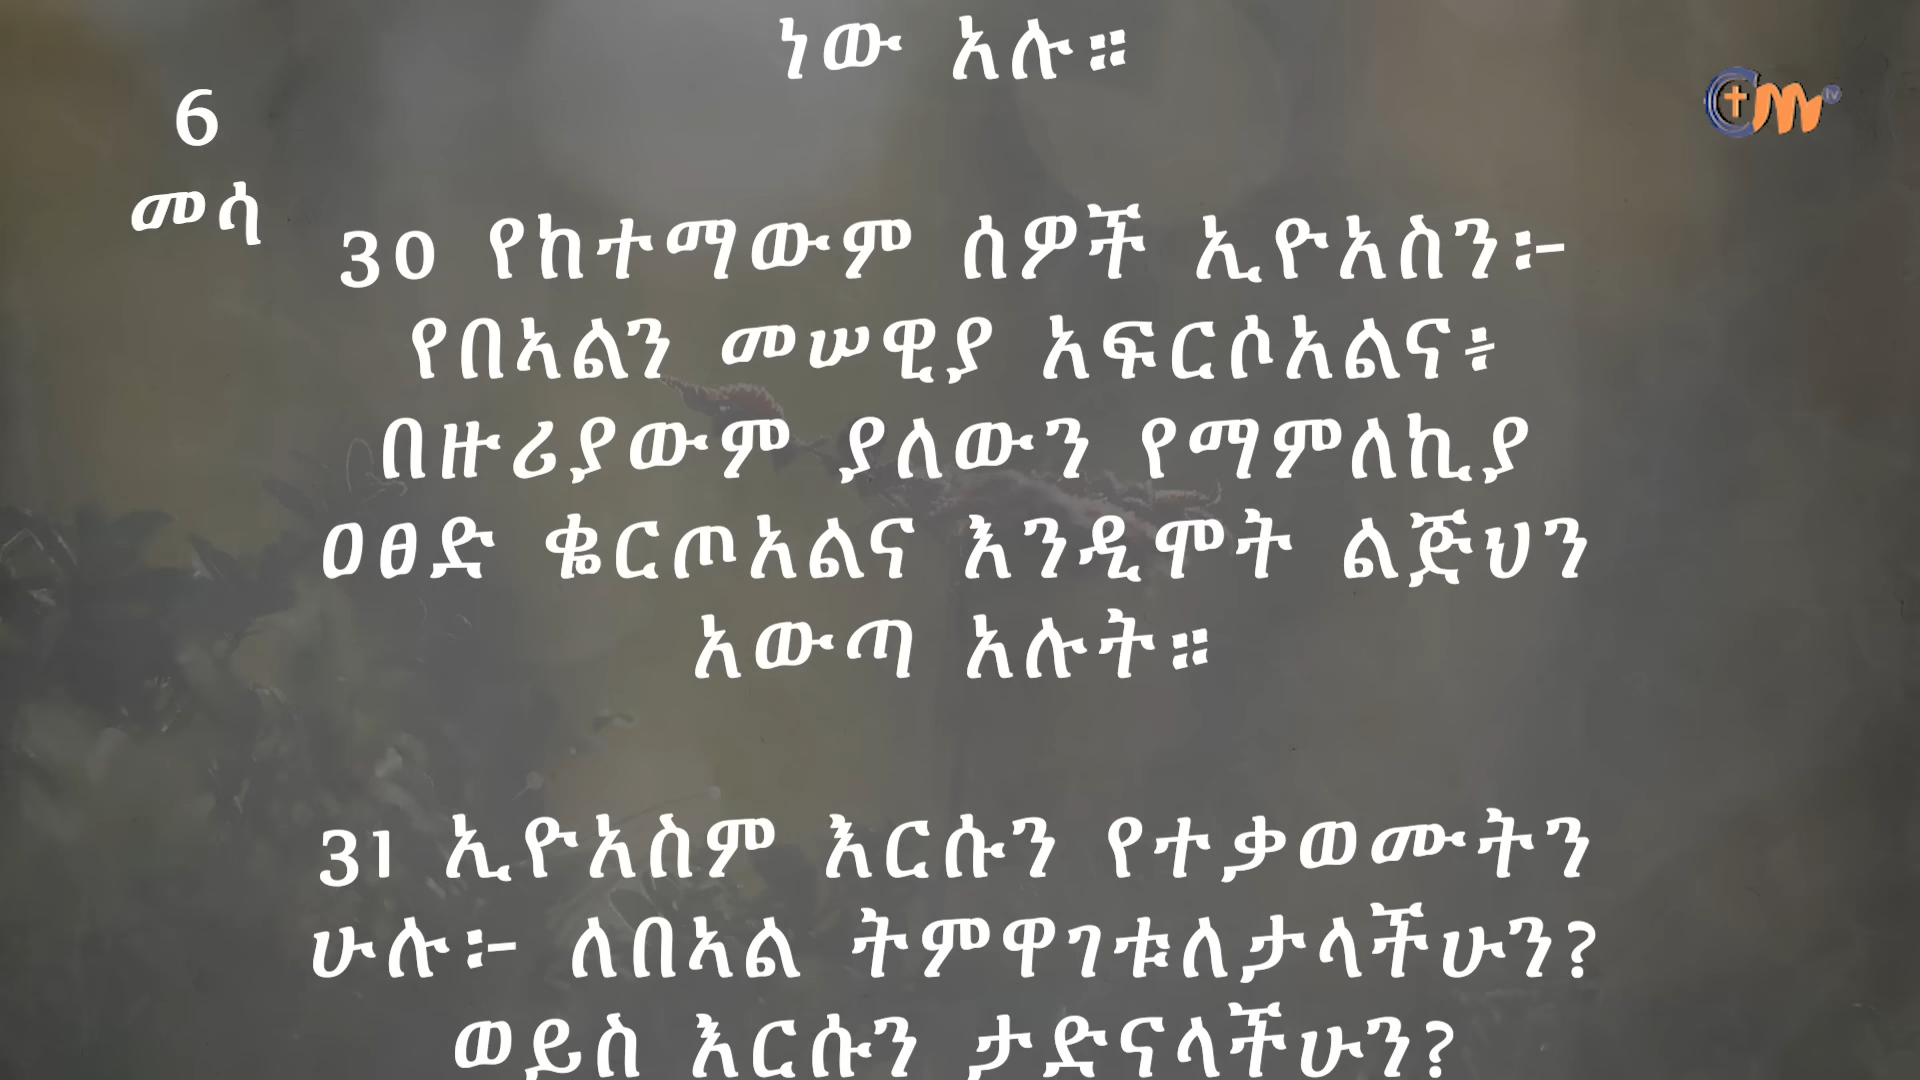 ነው አሉ።
6
መሳ
30 የከተማውም ሰዎች ኢዮአስን፦
የበኣልን መሠዊያ አፍርሶአልና፥
በዙሪያውም ያለውን የማምለኪያ
ዐፀድ ቈርጦአልና እንዲሞት ልጅህን
አውጣ አሉት።
31 ኢዮአስም እርሱን የተቃወሙትን
ሁሉ፦ ለበኣል ትምዋገቱለታላችሁን?
ወይስ እርሱን ታድናላችሁን?